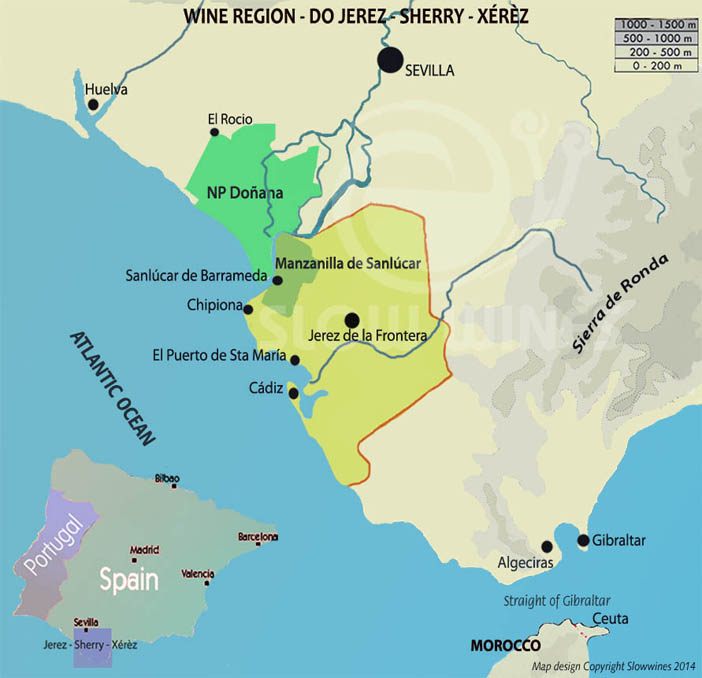 WINE REGION - DO JEREZ - SHERRY - XÉRÈZ
1000 - 1500 m
500 - 1000 m
200 - 500 m
0 - 200 m
SEVILLA
Huelva
El Rocio
NP Doñana
Manzanilla de Sanlúcar
Sanlúcar de Barrameda
Chipiona
SLOW WINES
Jerez de la Frontera
Sierra de Ronda
El Puerto de Sta María
Cádiz
ATLANTIC OCEAN
Bilbao
Portugal
Madrid
Barcelona
Spain
Valencia
Sevilla
Jerez - Sherry - Xérèz
Gibraltar
Algeciras
Straight of Gibraltar
Ceuta
MOROCCO
Map design Copyright Slowwines 2014